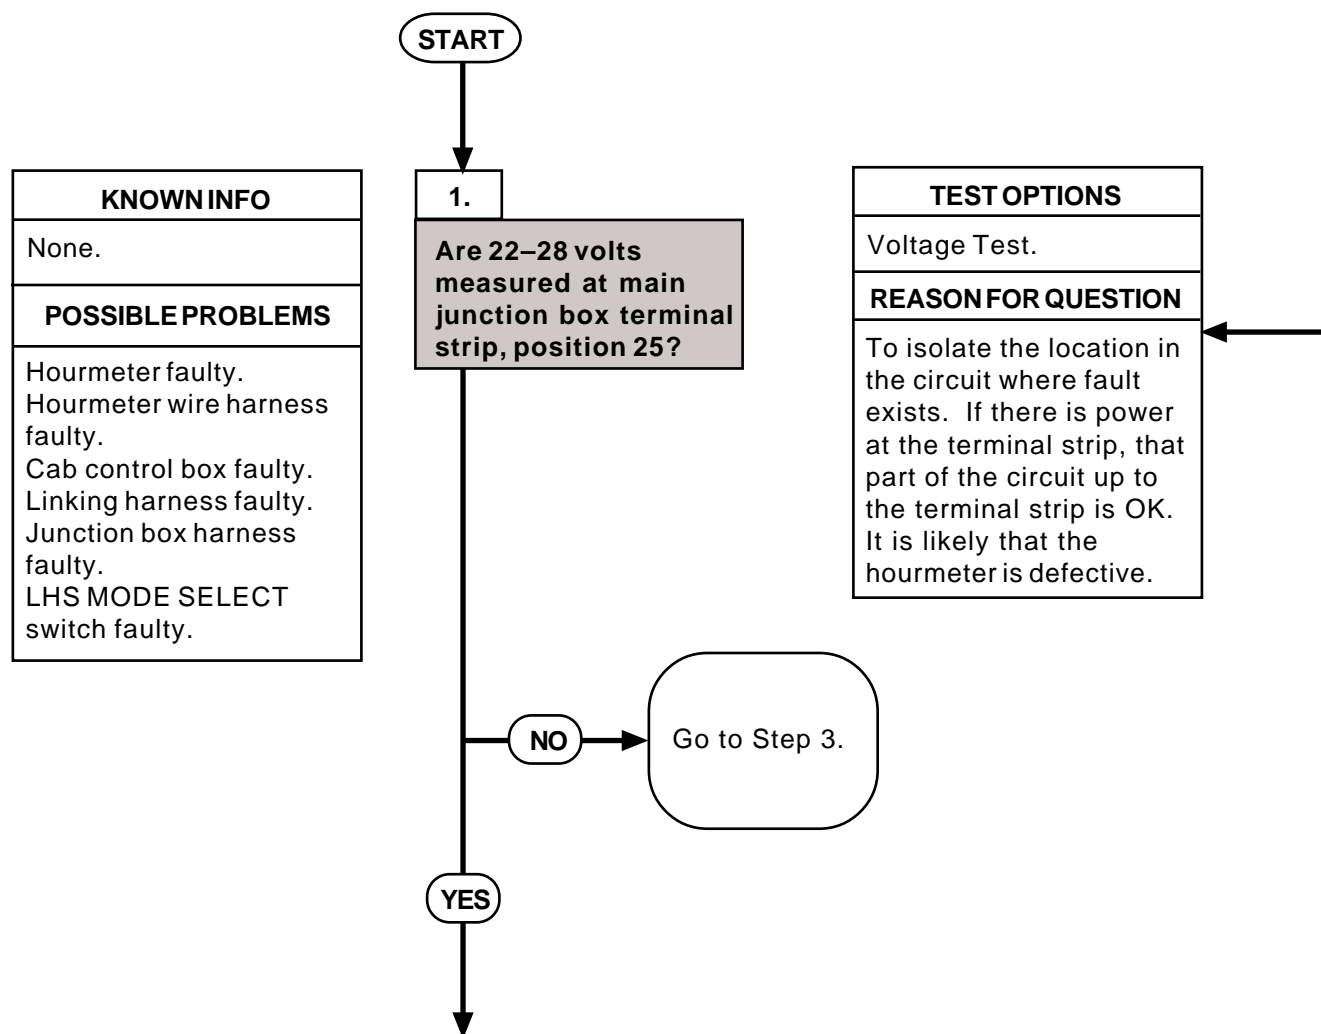 START
KNOWN INFO
None.
POSSIBLE PROBLEMS
Hourmeter faulty.
Hourmeter wire harness
faulty.
Cab control box faulty.
Linking harness faulty.
Junction box harness
faulty.
LHS MODE SELECT
switch faulty.
1.
Are 22–28 volts
measured at main
junction box terminal
strip, position 25?
TEST OPTIONS
Voltage Test.
REASON FOR QUESTION
To isolate the location in
the circuit where fault
exists. If there is power
at the terminal strip, that
part of the circuit up to
the terminal strip is OK.
It is likely that the
hourmeter is defective.
NO
Go to Step 3.
YES